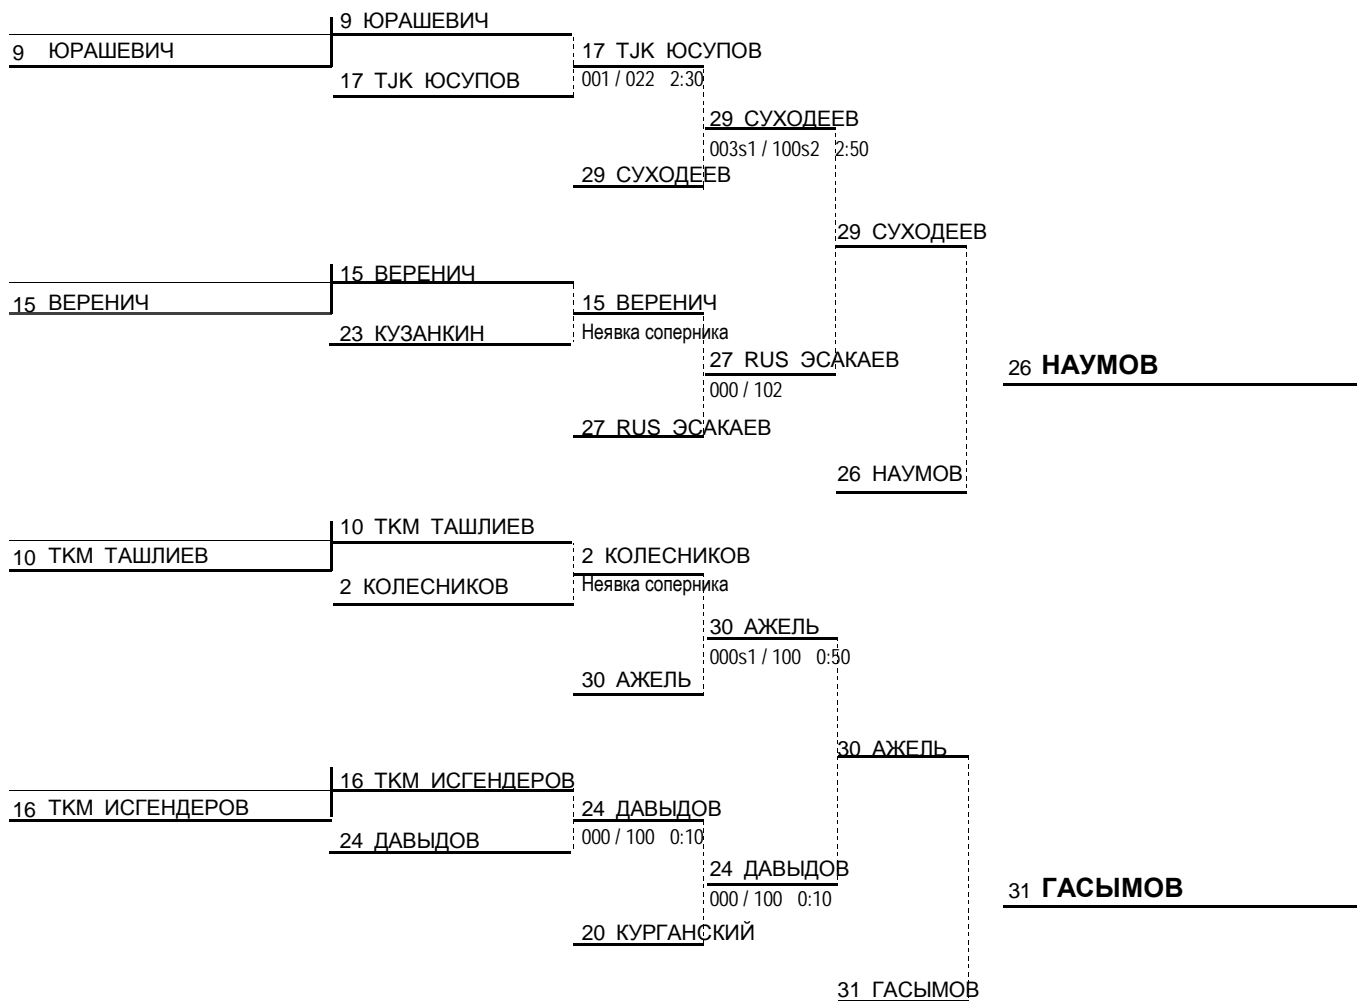 9 ЮРАШЕВИЧ
9 ЮРАШЕВИЧ
17 TJK ЮСУПОВ
17 TJK ЮСУПОВ
001 / 022 2:30
29 СУХОДЕЕВ
003s1 / 100s2 2:50
29 СУХОДЕЕВ
29 СУХОДЕЕВ
15 ВЕРЕНИЧ
15 ВЕРЕНИЧ
15 ВЕРЕНИЧ
23 КУЗАНКИН
Неявка соперника
27 RUS ЭСАКАЕВ
000 / 102
26 НАУМОВ
27 RUS ЭСАКАЕВ
26 НАУМОВ
10 TKM ТАШЛИЕВ
10 TKM ТАШЛИЕВ
2 КОЛЕСНИКОВ
2 КОЛЕСНИКОВ
Неявка соперника
30 АЖЕЛЬ
000s1 / 100 0:50
30 АЖЕЛЬ
30 АЖЕЛЬ
16 TKM ИСГЕНДЕРОВ
16 TKM ИСГЕНДЕРОВ
24 ДАВЫДОВ
24 ДАВЫДОВ
000 / 100 0:10
24 ДАВЫДОВ
000 / 100 0:10
31 ГАСЫМОВ
20 КУРГАНСКИЙ
31 ГАСЫМОВ